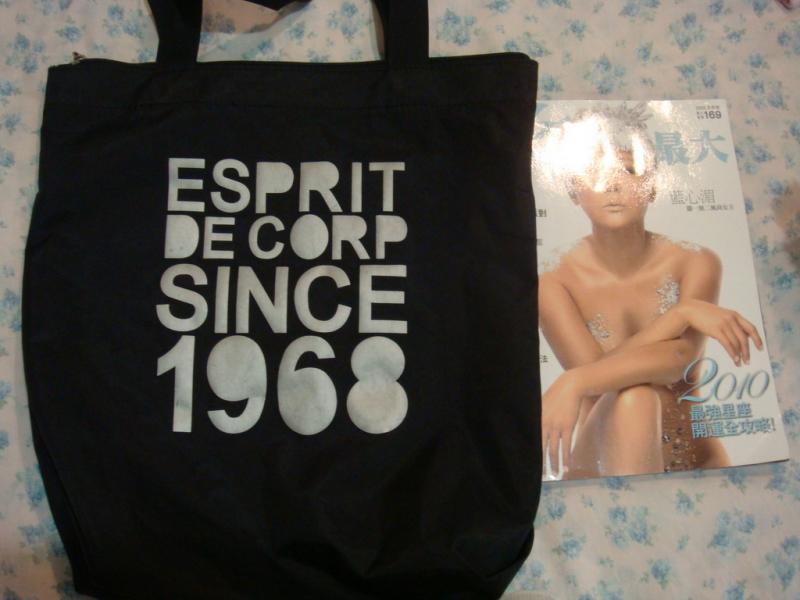 ESPRIT
DE CORP
SINCE
1968
169
最大
藍心湄
2010
最強星座
開運全攻略!